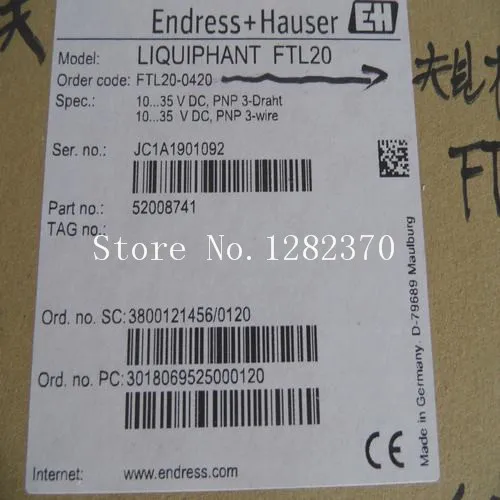 Endress+Hauser EH
Model: LIQUIPHANT FTL20
Order code: FTL20-0420
Spec.: 10...35 V DC, PNP 3-Draht
10...35 V DC, PNP 3-wire
Ser. no.: JC1A1901092
Part no.: 52008741
TAG no.:
Store No. 1282370
Ord. no. SC: 3800121456/0120
Ord. no. PC: 3018069525000120
Internet: www.endress.com
CE
Made in Germany. D-79689 Maulburg
FT